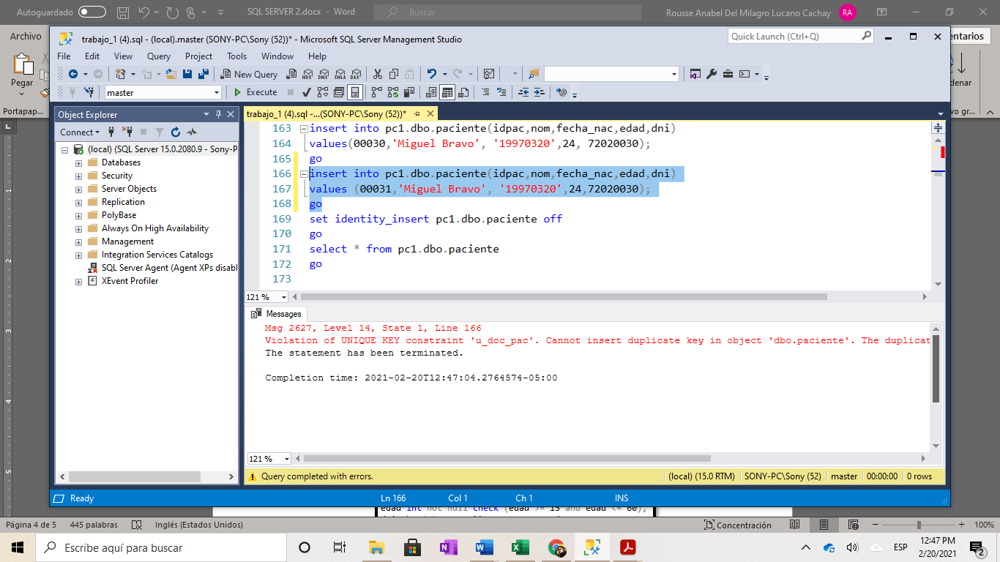 Autoguardado
SQL SERVER 2.docx - Word
Buscar
Rousse Anabel Del Milagro Lucano Cachay
RA
Archivo
entarios
Pegar
Portapap...
denar
vo gr...
trabajo_1 (4).sql - (local).master (SONY-PC\Sony (52))* - Microsoft SQL Server Management Studio
Quick Launch (Ctrl+Q)
File Edit View Query Project Tools Window Help
New Query
MDX DMX XMLA DAX
master
Execute
Object Explorer
Connect
(local) (SQL Server 15.0.2080.9 - Sony-P
Databases
Security
Server Objects
Replication
PolyBase
Always On High Availability
Management
Integration Services Catalogs
SQL Server Agent (Agent XPs disabl
XEvent Profiler
trabajo_1 (4).sql -...(SONY-PC\Sony (52))*
163 insert into pc1.dbo.paciente(idpac,nom,fecha_nac,edad,dni)
164 values(00030,'Miguel Bravo', '19970320',24, 72020030);
165 go
166 insert into pc1.dbo.paciente(idpac,nom,fecha_nac,edad,dni)
167 values (00031,'Miguel Bravo', '19970320',24,72020030);
168 go
169 set identity_insert pc1.dbo.paciente off
170 go
171 select * from pc1.dbo.paciente
172 go
173
121 %
Messages
Msg 2627, Level 14, State 1, Line 166
Violation of UNIQUE KEY constraint 'u_doc_pac'. Cannot insert duplicate key in object 'dbo.paciente'. The duplicat
The statement has been terminated.
Completion time: 2021-02-20T12:47:04.2764574-05:00
121 %
Query completed with errors.
(local) (15.0 RTM) SONY-PC\Sony (52) master 00:00:00 0 rows
Ready
Ln 166 Col 1 Ch 1 INS
edad int not null check (edad >= 15 and edad <= 60),
Página 4 de 5 445 palabras Inglés (Estados Unidos)
Concentración
100%
Escribe aquí para buscar
ESP
12:47 PM
2/20/2021
2